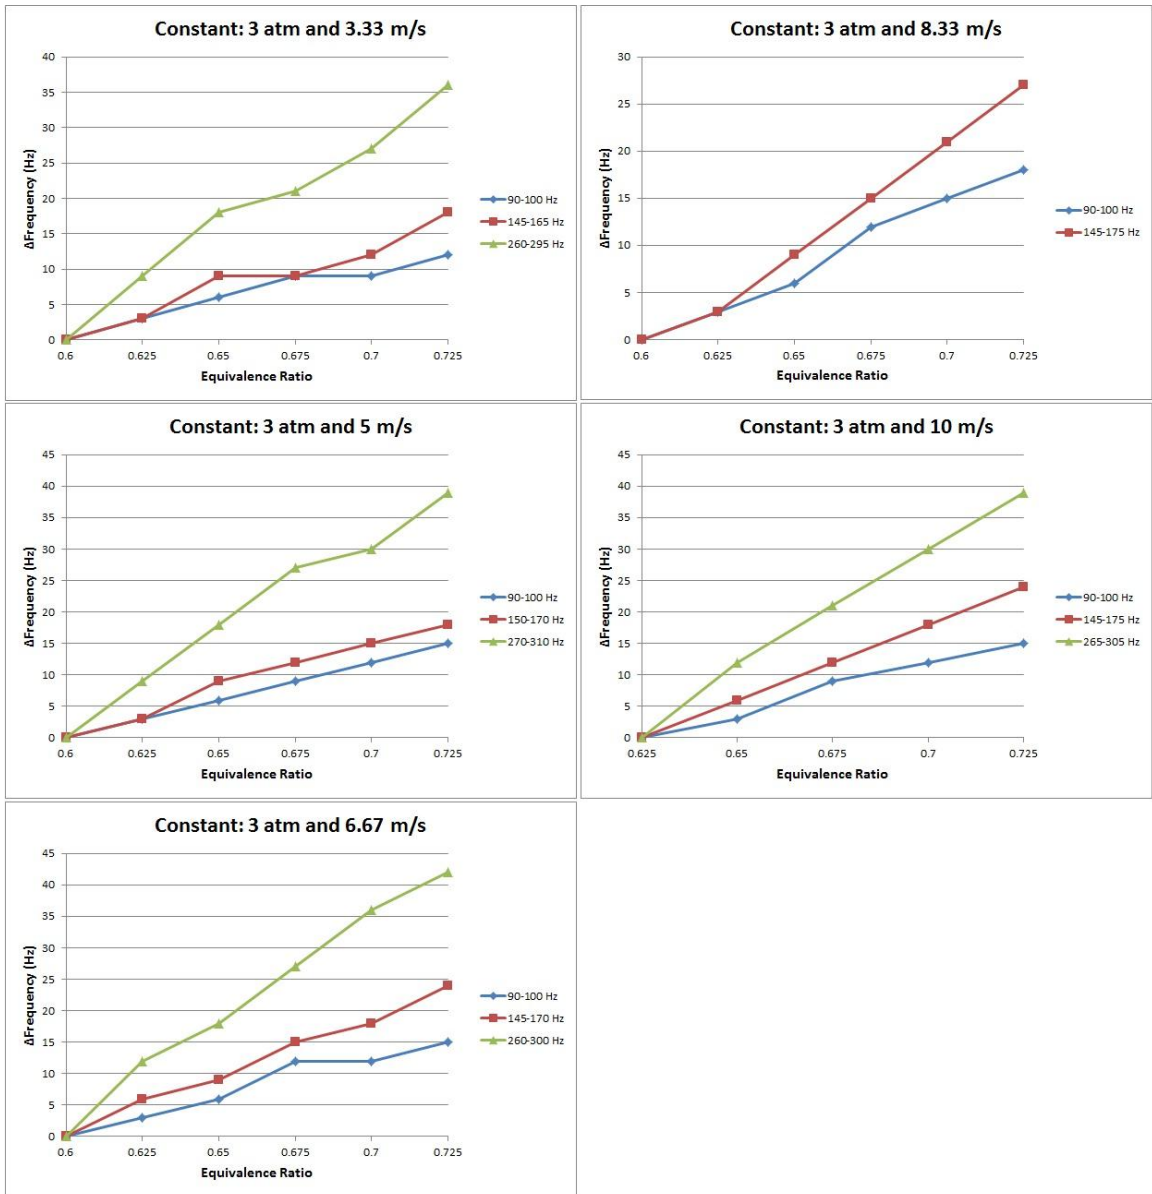 Constant: 3 atm and 3.33 m/s
40
35
30
25
20
15
10
5
0
ΔFrequency (Hz)
0.6 0.625 0.65 0.675 0.7 0.725
Equivalence Ratio
90-100 Hz
145-165 Hz
260-295 Hz
Constant: 3 atm and 8.33 m/s
30
25
20
15
10
5
0
ΔFrequency (Hz)
0.6 0.625 0.65 0.675 0.7 0.725
Equivalence Ratio
90-100 Hz
145-175 Hz
Constant: 3 atm and 5 m/s
45
40
35
30
25
20
15
10
5
0
ΔFrequency (Hz)
0.6 0.625 0.65 0.675 0.7 0.725
Equivalence Ratio
90-100 Hz
150-170 Hz
270-310 Hz
Constant: 3 atm and 10 m/s
45
40
35
30
25
20
15
10
5
0
ΔFrequency (Hz)
0.625 0.65 0.675 0.7 0.725
Equivalence Ratio
90-100 Hz
145-175 Hz
265-305 Hz
Constant: 3 atm and 6.67 m/s
45
40
35
30
25
20
15
10
5
0
ΔFrequency (Hz)
0.6 0.625 0.65 0.675 0.7 0.725
Equivalence Ratio
90-100 Hz
145-170 Hz
260-300 Hz